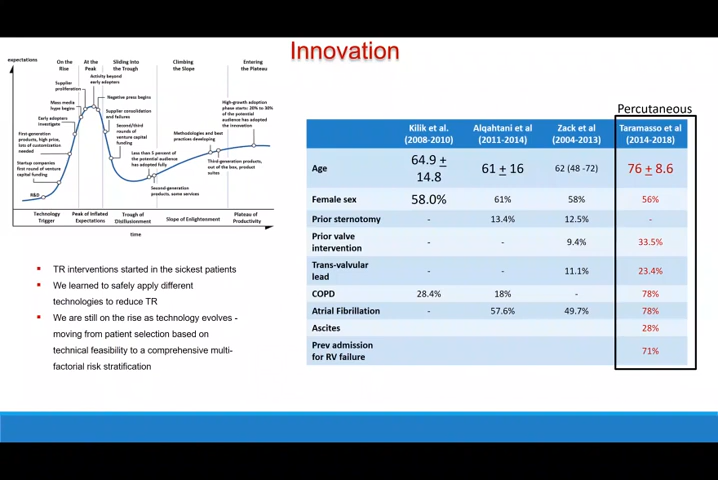 Innovation
expectations
On the
Rise
At the
Peak
Sliding Into
the Trough
Climbing
the Slope
Entering
the Plateau
Activity beyond
early adopters
Supplier
proliferation
Negative press begins
Mass media
hype begins
High-growth adoption
phase starts: 20% to 30%
of the potential
audience has adopted
the innovation
Supplier consolidation
and failures
Early adopters
investigate
Second/third
rounds of
venture capital
funding
First-generation
products, high price,
lots of customization
needed
Methodologies and best
practices developing
Less than 5 percent of
the potential audience
has adopted fully
Startup companies
first round of venture
capital funding
Third-generation products,
out of the box, product
suites
Second-generation
products, some services
R&D
Technology
Trigger
Peak of Inflated
Expectations
Trough of
Disillusionment
Slope of Enlightenment
Plateau of
Productivity
time
▪ TR interventions started in the sickest patients
▪ We learned to safely apply different
technologies to reduce TR
▪ We are still on the rise as technology evolves -
moving from patient selection based on
technical feasibility to a comprehensive multi-
factorial risk stratification
Percutaneous
Kilik et al. (2008-2010) Alqahtani et al (2011-2014) Zack et al (2004-2013) Taramasso et al (2014-2018)
Age 64.9 ± 14.8 61 ± 16 62 (48 -72) 76 ± 8.6
Female sex 58.0% 61% 58% 56%
Prior sternotomy - 13.4% 12.5% -
Prior valve intervention - - 9.4% 33.5%
Trans-valvular lead - - 11.1% 23.4%
COPD 28.4% 18% - 78%
Atrial Fibrillation - 57.6% 49.7% 78%
Ascites 28%
Prev admission for RV failure 71%